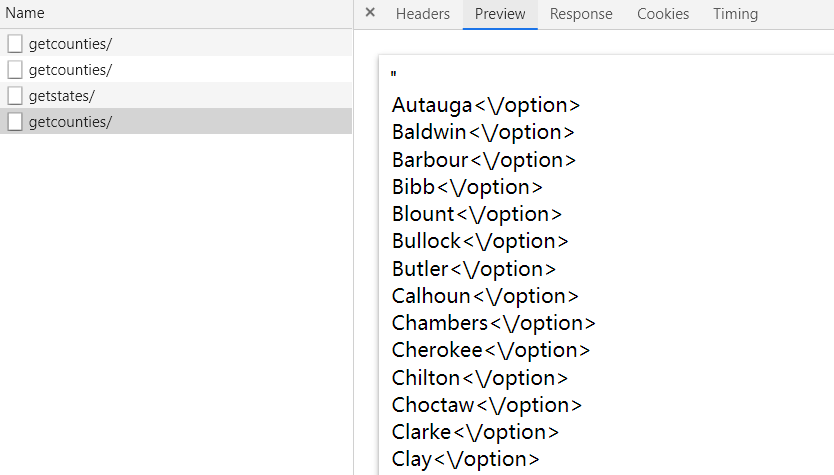 Name
getcounties/
getcounties/
getstates/
getcounties/
× Headers Preview Response Cookies Timing
"
Autauga<\/option>
Baldwin<\/option>
Barbour<\/option>
Bibb<\/option>
Blount<\/option>
Bullock<\/option>
Butler<\/option>
Calhoun<\/option>
Chambers<\/option>
Cherokee<\/option>
Chilton<\/option>
Choctaw<\/option>
Clarke<\/option>
Clay<\/option>